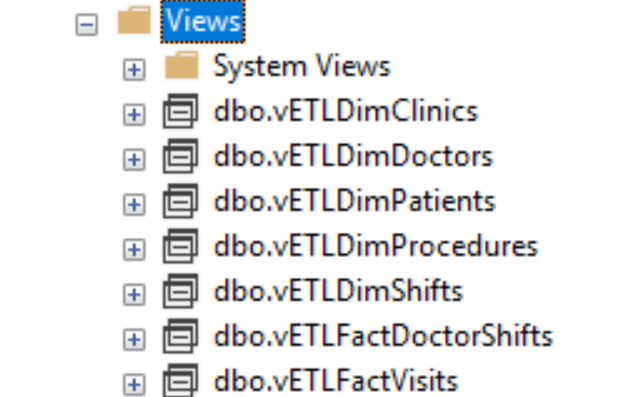 Views
System Views
dbo.vETLDimClinics
dbo.vETLDimDoctors
dbo.vETLDimPatients
dbo.vETLDimProcedures
dbo.vETLDimShifts
dbo.vETLFactDoctorShifts
dbo.vETLFactVisits